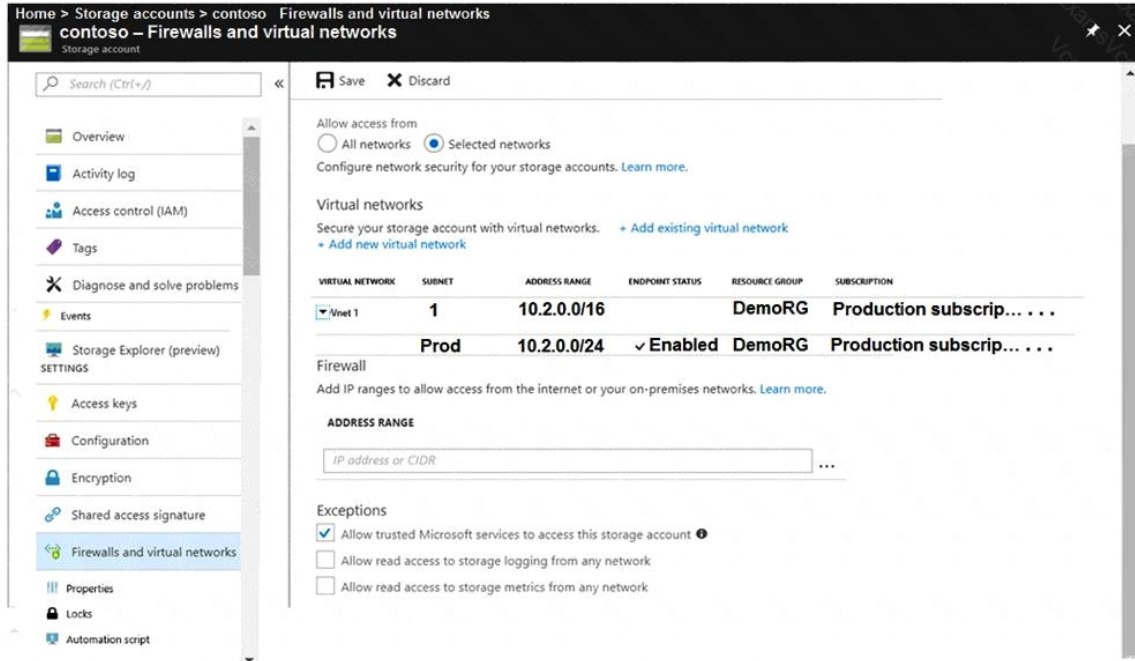 Home > Storage accounts > contoso Firewalls and virtual networks
contoso – Firewalls and virtual networks
Storage account
Search (Ctrl+/)
«
Overview
Activity log
Access control (IAM)
Tags
Diagnose and solve problems
Events
Storage Explorer (preview)
SETTINGS
Access keys
Configuration
Encryption
Shared access signature
Firewalls and virtual networks
Properties
Locks
Automation script
Save Discard
Allow access from
All networks Selected networks
Configure network security for your storage accounts. Learn more.
Virtual networks
Secure your storage account with virtual networks. + Add existing virtual network
+ Add new virtual network
VIRTUAL NETWORK SUBNET ADDRESS RANGE ENDPOINT STATUS RESOURCE GROUP SUBSCRIPTION
Vnet 1 1 10.2.0.0/16 DemoRG Production subscrip... . . .
Prod 10.2.0.0/24 ✓ Enabled DemoRG Production subscrip... . . .
Firewall
Add IP ranges to allow access from the internet or your on-premises networks. Learn more.
ADDRESS RANGE
IP address or CIDR ...
Exceptions
Allow trusted Microsoft services to access this storage account
Allow read access to storage logging from any network
Allow read access to storage metrics from any network